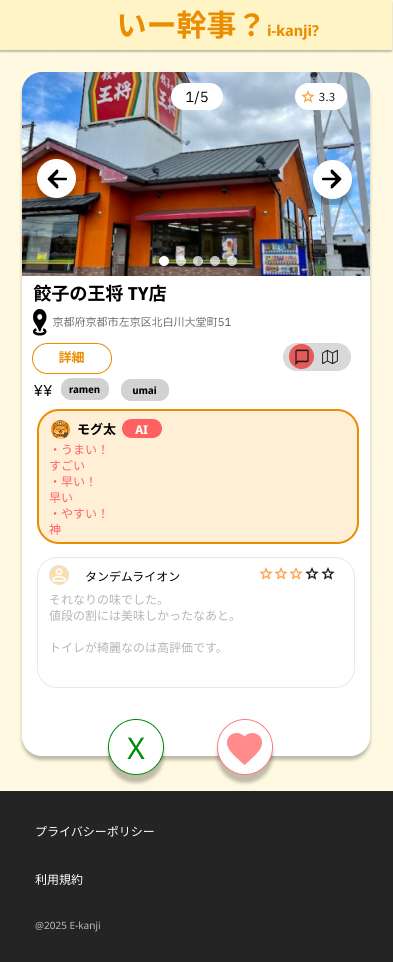 いー幹事？ i-kanji?
餃子の 王将
王将
1/5
3.3
餃子の王将 TY店
京都府京都市左京区北白川大堂町51
詳細
¥¥ ramen umai
モグ太 AI
・うまい！
すごい
・早い！
早い
・やすい！
神
タンデムライオン
それなりの味でした。
値段の割には美味しかったなあと。
トイレが綺麗なのは高評価です。
X
プライバシーポリシー
利用規約
@2025 E-kanji